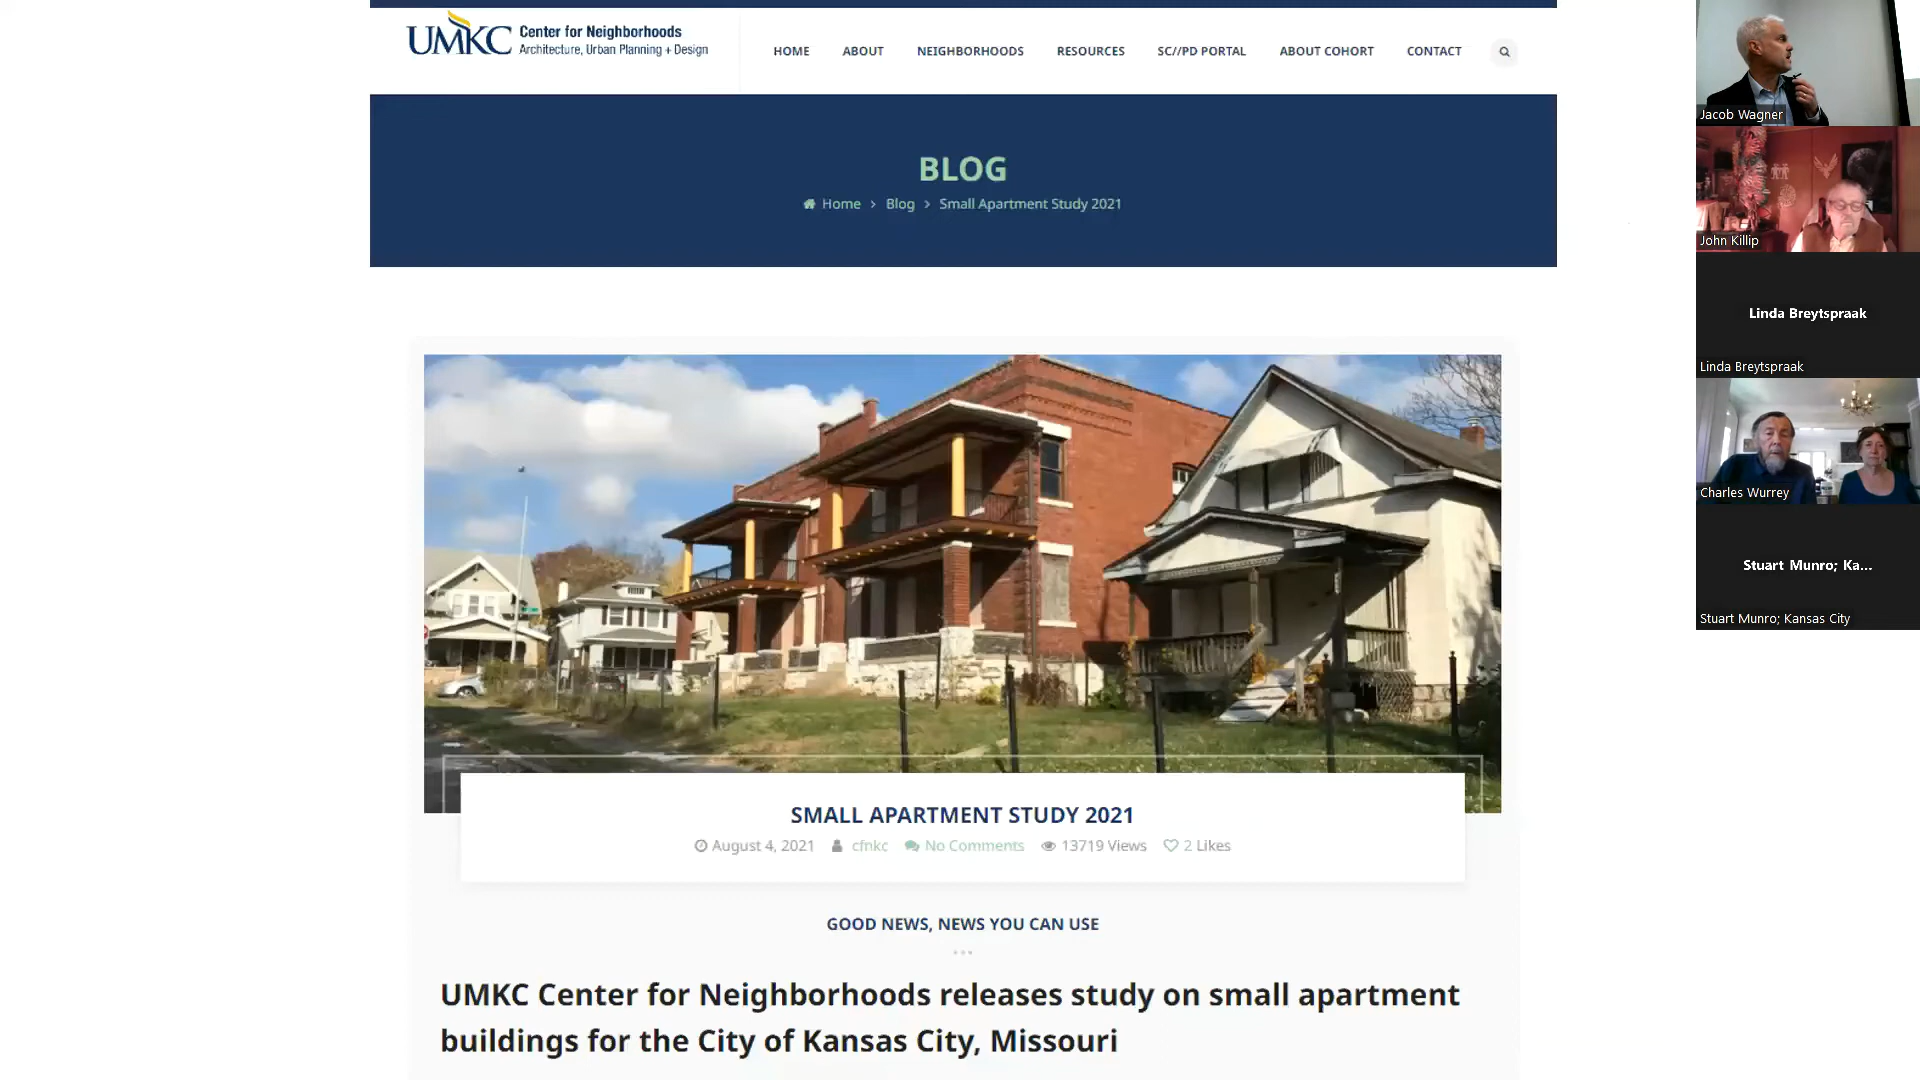 UMKC Center for Neighborhoods
Architecture, Urban Planning + Design
HOME ABOUT NEIGHBORHOODS RESOURCES SC//PD PORTAL ABOUT COHORT CONTACT
BLOG
Home > Blog > Small Apartment Study 2021
SMALL APARTMENT STUDY 2021
August 4, 2021 cfnkc No Comments 13719 Views 2 Likes
GOOD NEWS, NEWS YOU CAN USE
...
UMKC Center for Neighborhoods releases study on small apartment
buildings for the City of Kansas City, Missouri
Jacob Wagner
John Killip
Linda Breytspraak
Linda Breytspraak
Charles Wurrey
Stuart Munro; Ka...
Stuart Munro; Kansas City